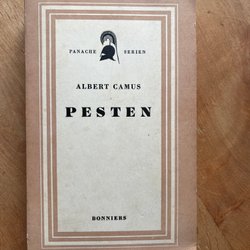 PANACHE SERIEN
ALBERT CAMUS
PESTEN
BONNIERS